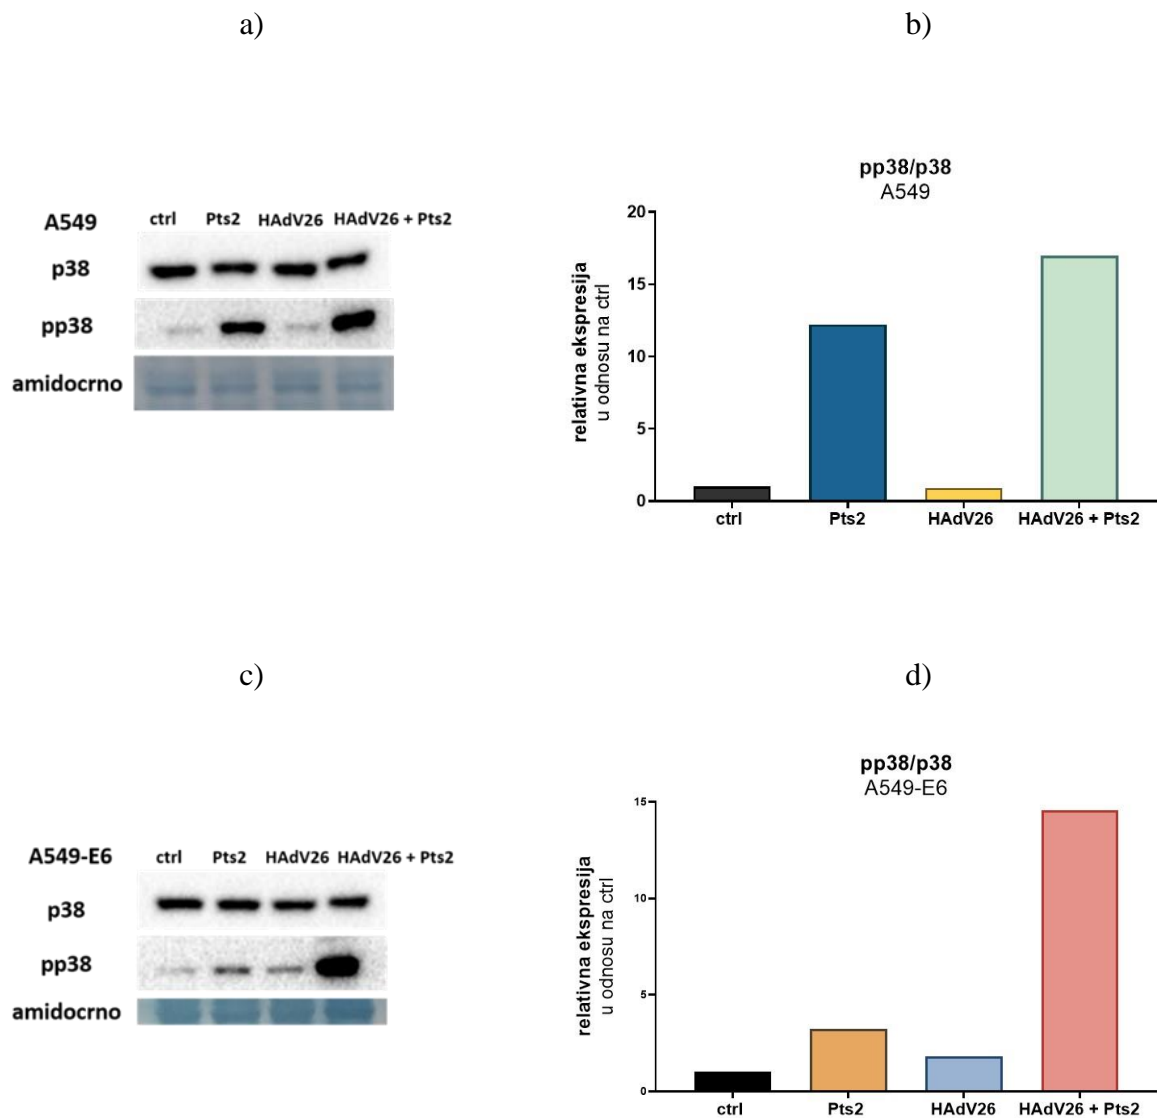 a)
A549 ctrl Pts2 HAdV26 HAdV26 + Pts2
p38
pp38
amidocrno
b)
pp38/p38
A549
relativna ekspresija
u odnosu na ctrl
20
15
10
5
0
ctrl Pts2 HAdV26 HAdV26 + Pts2
c)
A549-E6 ctrl Pts2 HAdV26 HAdV26 + Pts2
p38
pp38
amidocrno
d)
pp38/p38
A549-E6
relativna ekspresija
u odnosu na ctrl
15
10
5
0
ctrl Pts2 HAdV26 HAdV26 + Pts2